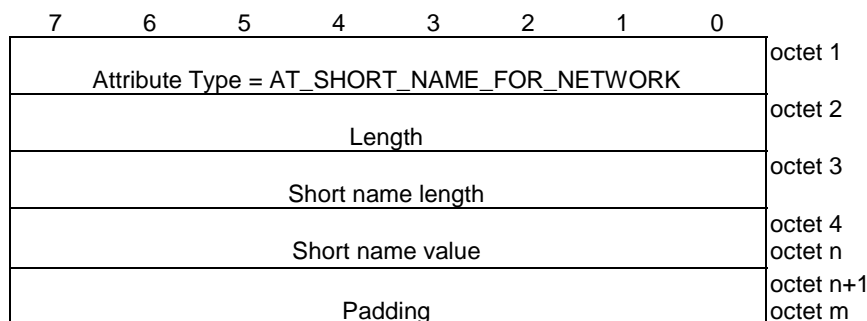 7 6 5 4 3 2 1 0
octet 1
Attribute Type = AT_SHORT_NAME_FOR_NETWORK
octet 2
Length
octet 3
Short name length
octet 4
Short name value octet n
octet n+1
Padding octet m